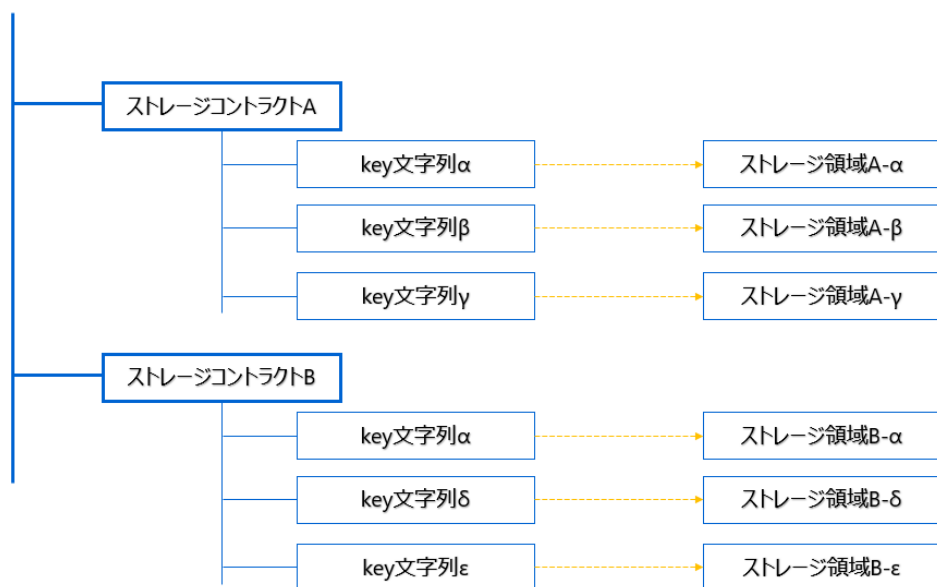 ストレージコントラクトA
key文字列α
ストレージ領域A-α
key文字列β
ストレージ領域A-β
key文字列γ
ストレージ領域A-γ
ストレージコントラクトB
key文字列α
ストレージ領域B-α
key文字列δ
ストレージ領域B-δ
key文字列ε
ストレージ領域B-ε